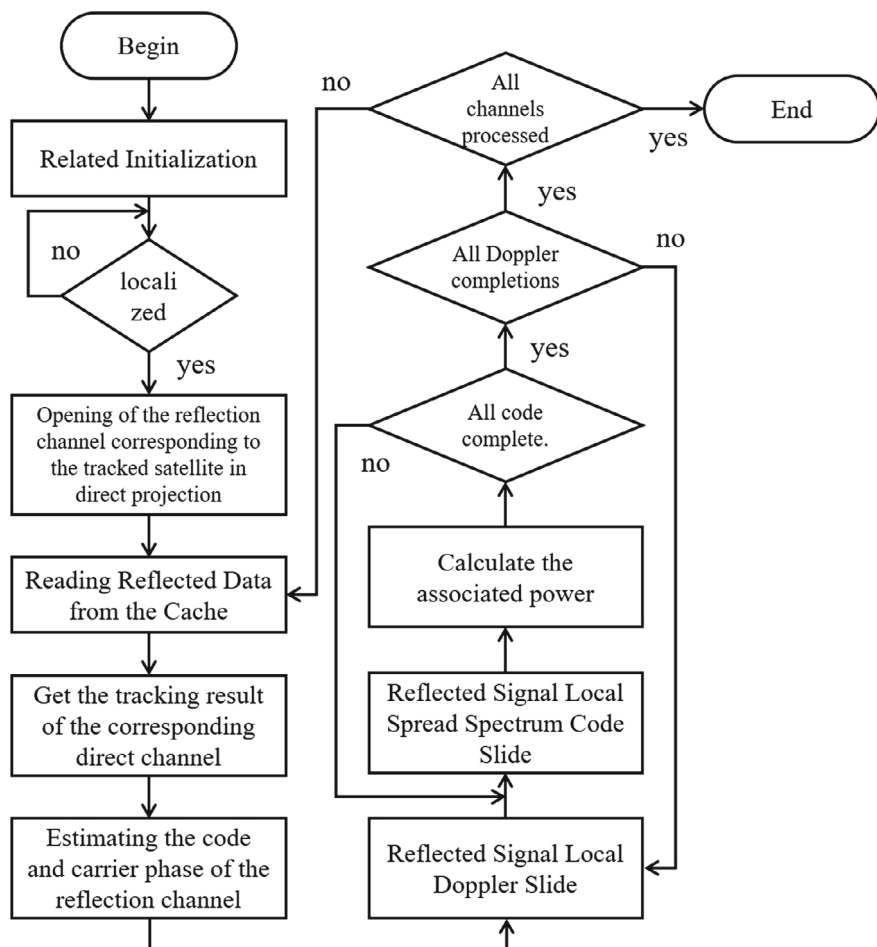 Begin
Related Initialization
no
locali
zed
yes
Opening of the reflection
channel corresponding to
the tracked satellite in
direct projection
Reading Reflected Data
from the Cache
Get the tracking result
of the corresponding
direct channel
Estimating the code
and carrier phase of the
reflection channel
Reflected Signal Local
Doppler Slide
Reflected Signal Local
Spread Spectrum Code
Slide
Calculate the
associated power
All code
complete.
no
yes
All Doppler
completions
no
yes
All
channels
processed
no
yes
End